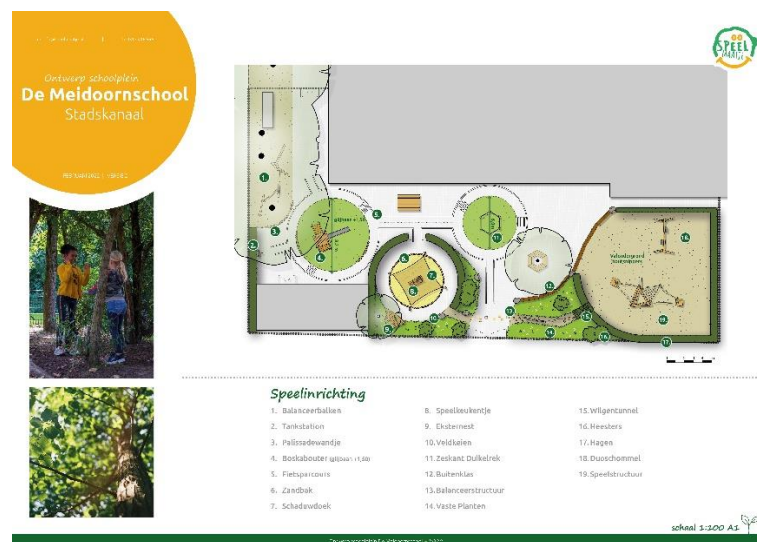 Ontwerp schoolplein
De Meidoornschool
Stadskanaal
SPEEL
Speelinrichting
1. Balanceerbalken
2. Tankstation
3. Palissadewandje
4. Boskabouter
5. Fietsparcours
6. Zandbak
7. Schaduwdoek
8. Speelkeukentje
9. Eksternest
10. Veldkeien
11. Zeskant Duikelrek
12. Buitenklas
13. Balanceerstructuur
14. Vaste Planten
15. Wilgentunnel
16. Heesters
17. Hagen
18. Duoschommel
19. Speelstructuur
schaal 1:200 A1